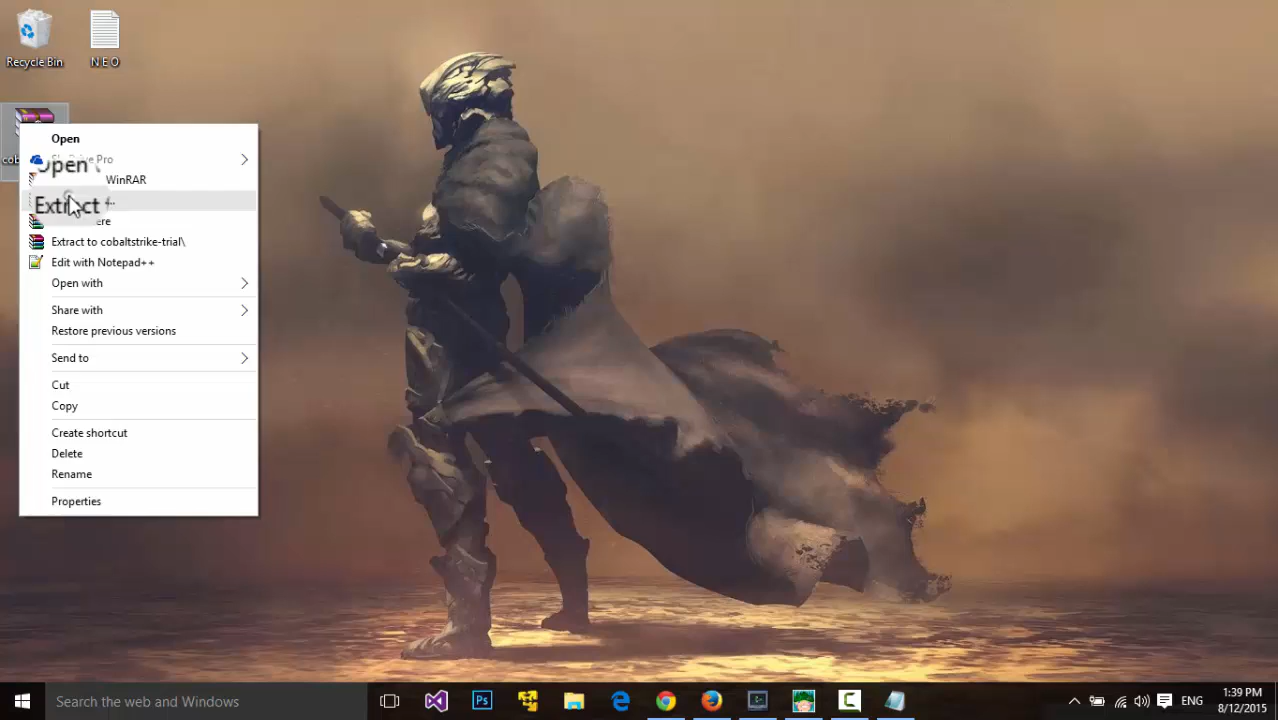 Recycle Bin
N E O
cob
Open
Drive Pro
Open
WinRAR
Extract
ere
Extract to cobaltstrike-trial\
Edit with Notepad++
Open with
Share with
Restore previous versions
Send to
Cut
Copy
Create shortcut
Delete
Rename
Properties
Search the web and Windows
ENG
1:39 PM
8/12/2015